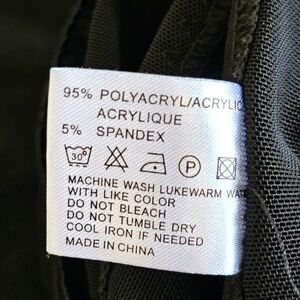 95% POLYACRYL/ACRYLIC
ACRYLIQUE
5% SPANDEX
30° P
MACHINE WASH LUKEWARM WATE
WITH LIKE COLOR
DO NOT BLEACH
DO NOT TUMBLE DRY
COOL IRON IF NEEDED
MADE IN CHINA